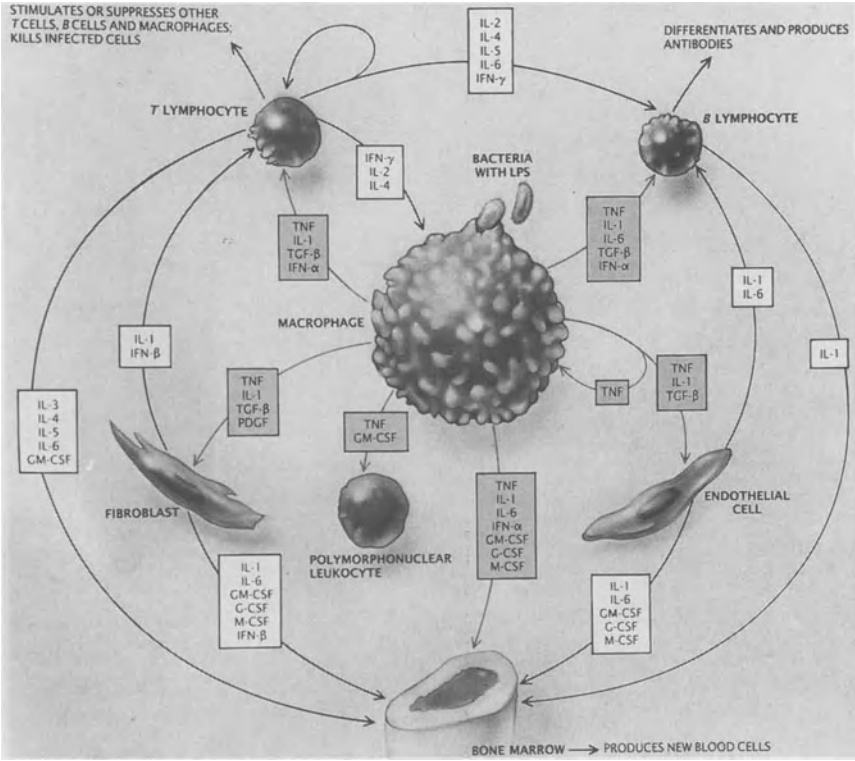 STIMULATES OR SUPPRESSES OTHER
T CELLS, B CELLS AND MACROPHAGES;
KILLS INFECTED CELLS
IL-2
IL-4
IL-5
IL-6
IFN-γ
DIFFERENTIATES AND PRODUCES
ANTIBODIES
T LYMPHOCYTE
B LYMPHOCYTE
IFN-γ
IL-2
IL-4
BACTERIA
WITH LPS
TNF
IL-1
TGF-β
IFN-α
TNF
IL-1
IL-6
TGF-β
IFN-α
IL-1
IL-6
MACROPHAGE
IL-1
IFN-β
IL-1
TNF
IL-1
TGF-β
PDGF
TNF
TNF
IL-1
TGF-β
IL-3
IL-4
IL-5
IL-6
GM-CSF
TNF
GM-CSF
TNF
IL-1
IL-6
IFN-α
GM-CSF
G-CSF
M-CSF
FIBROBLAST
ENDOTHELIAL
CELL
POLYMORPHONUCLEAR
LEUKOCYTE
IL-1
IL-6
GM-CSF
G-CSF
M-CSF
IFN-β
IL-1
IL-6
GM-CSF
G-CSF
M-CSF
BONE MARROW → PRODUCES NEW BLOOD CELLS